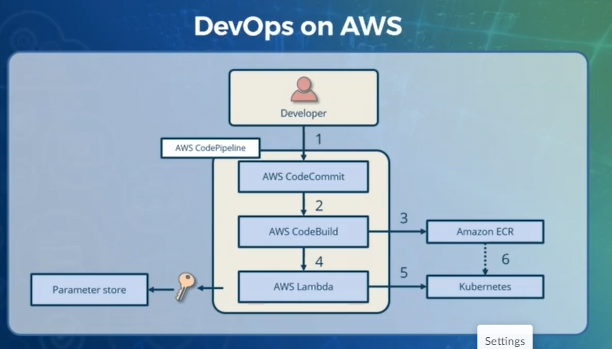 DevOps on AWS
Developer
1
AWS CodePipeline
AWS CodeCommit
2
AWS CodeBuild
3
Amazon ECR
4
6
Parameter store
AWS Lambda
5
Kubernetes
Settings